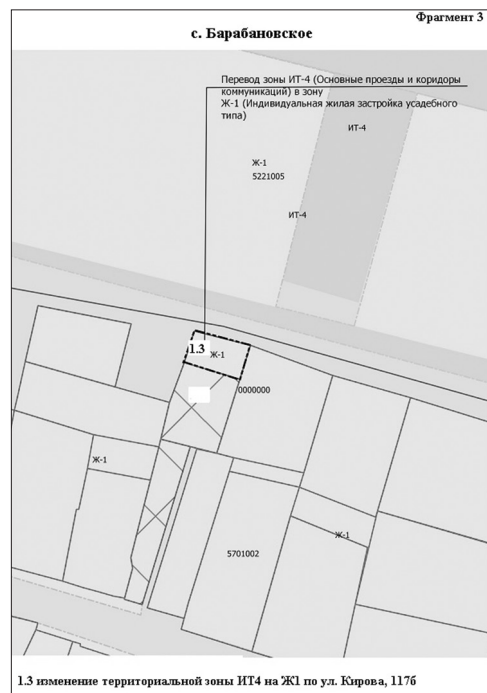 Фрагмент 3
с. Барабановское
Перевод зоны ИТ-4 (Основные проезды и коридоры
коммуникаций) в зону
Ж-1 (Индивидуальная жилая застройка усадебного
типа)
ИТ-4
Ж-1
5221005
ИТ-4
1.3
Ж-1
0000000
Ж-1
Ж-1
5701002
1.3 изменение территориальной зоны ИТ4 на Ж1 по ул. Кирова, 117б